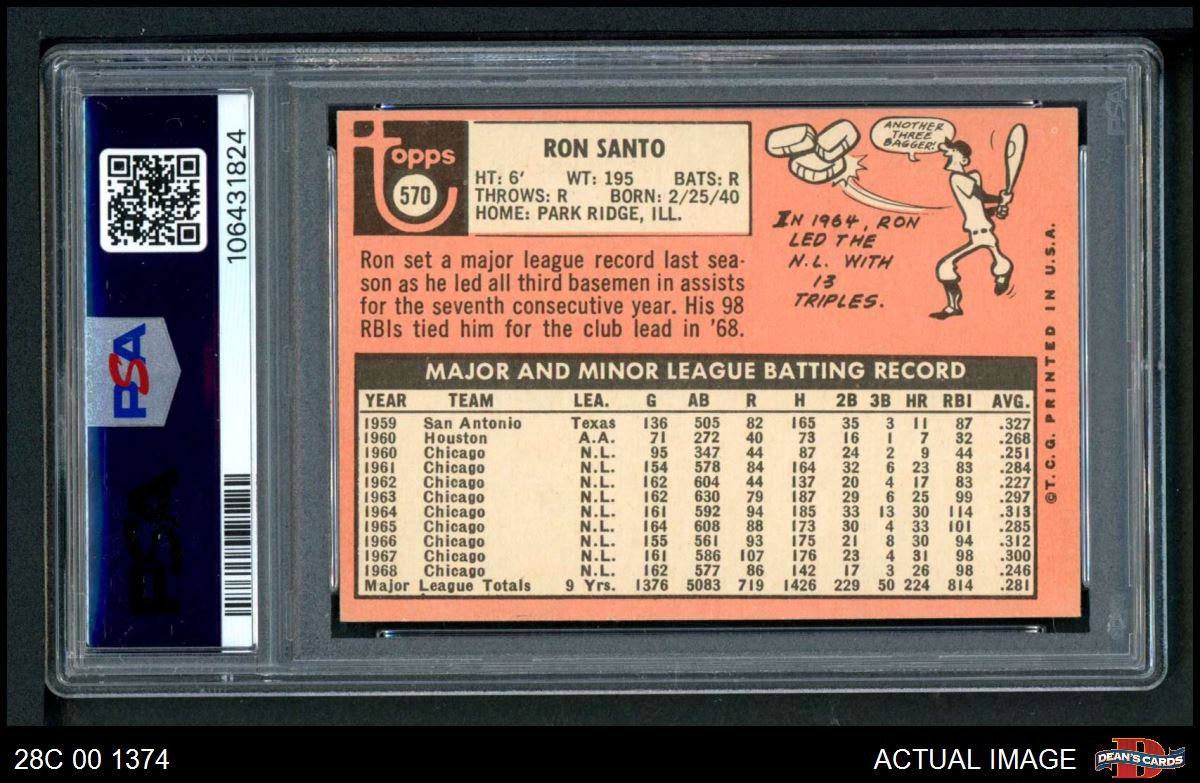 106431824
PSA
PSA
topps
570
RON SANTO
HT: 6' WT: 195 BATS: R
THROWS: R BORN: 2/25/40
HOME: PARK RIDGE, ILL.
ANOTHER
THREE
BAGGER!
IN 1964, RON
LED THE
N.L. WITH
13
TRIPLES.
Ron set a major league record last sea-
son as he led all third basemen in assists
for the seventh consecutive year. His 98
RBIs tied him for the club lead in '68.
MAJOR AND MINOR LEAGUE BATTING RECORD
YEAR TEAM LEA. G AB R H 2B 3B HR RBI AVG.
1959 San Antonio Texas 136 505 82 165 35 3 11 87 .327
1960 Houston A.A. 71 272 40 73 16 1 7 32 .268
1960 Chicago N.L. 95 347 44 87 24 2 9 44 .251
1961 Chicago N.L. 154 578 84 164 32 6 23 83 .284
1962 Chicago N.L. 162 604 44 137 20 4 17 83 .227
1963 Chicago N.L. 162 630 79 187 29 6 25 99 .297
1964 Chicago N.L. 161 592 94 185 33 13 30 114 .313
1965 Chicago N.L. 164 608 88 173 30 4 33 101 .285
1966 Chicago N.L. 155 561 93 175 21 8 30 94 .312
1967 Chicago N.L. 161 586 107 176 23 4 31 98 .300
1968 Chicago N.L. 162 577 86 142 17 3 26 98 .246
Major League Totals 9 Yrs. 1376 5083 719 1426 229 50 224 814 .281
©T.C.G. PRINTED IN U.S.A.
28C 00 1374
ACTUAL IMAGE
DEAN'S CARDS